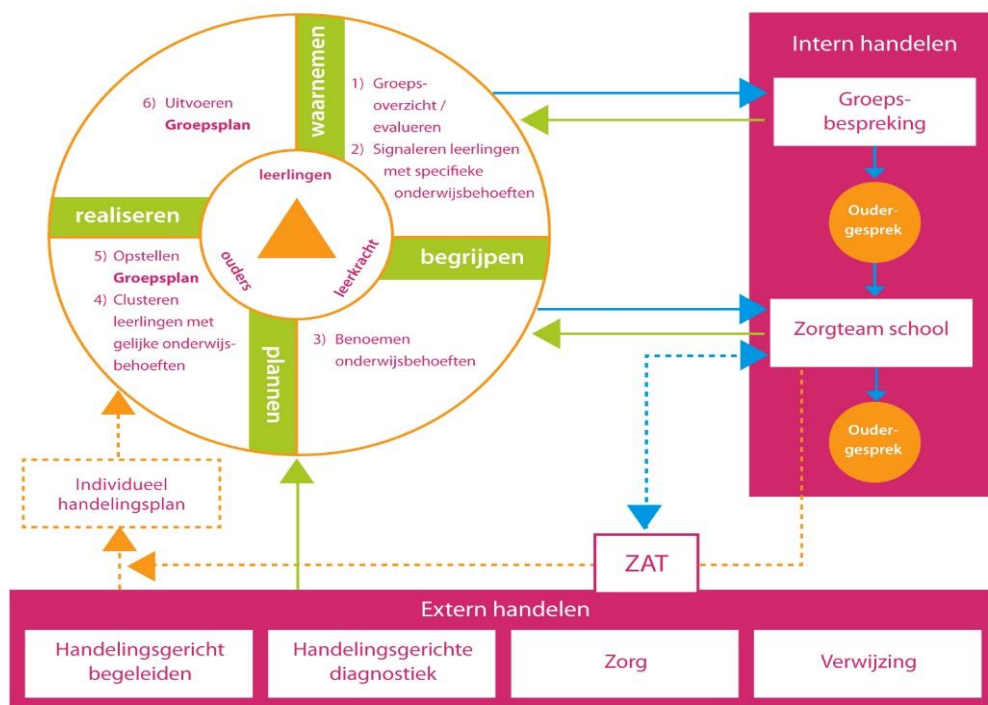 waarnemen
1) Groeps-
overzicht /
evalueren
2) Signaleren leerlingen
met specifieke
onderwijsbehoeften
begrijpen
3) Benoemen
onderwijsbehoeften
plannen
5) Opstellen
Groepsplan
4) Clusteren
leerlingen met
gelijke onderwijs-
behoeften
realiseren
6) Uitvoeren
Groepsplan
leerlingen
ouders
leerkracht
Intern handelen
Groeps-
bespreking
Ouder-
gesprek
Zorgteam school
Ouder-
gesprek
Individueel
handelingsplan
ZAT
Extern handelen
Handelingsgericht
begeleiden
Handelingsgerichte
diagnostiek
Zorg
Verwijzing